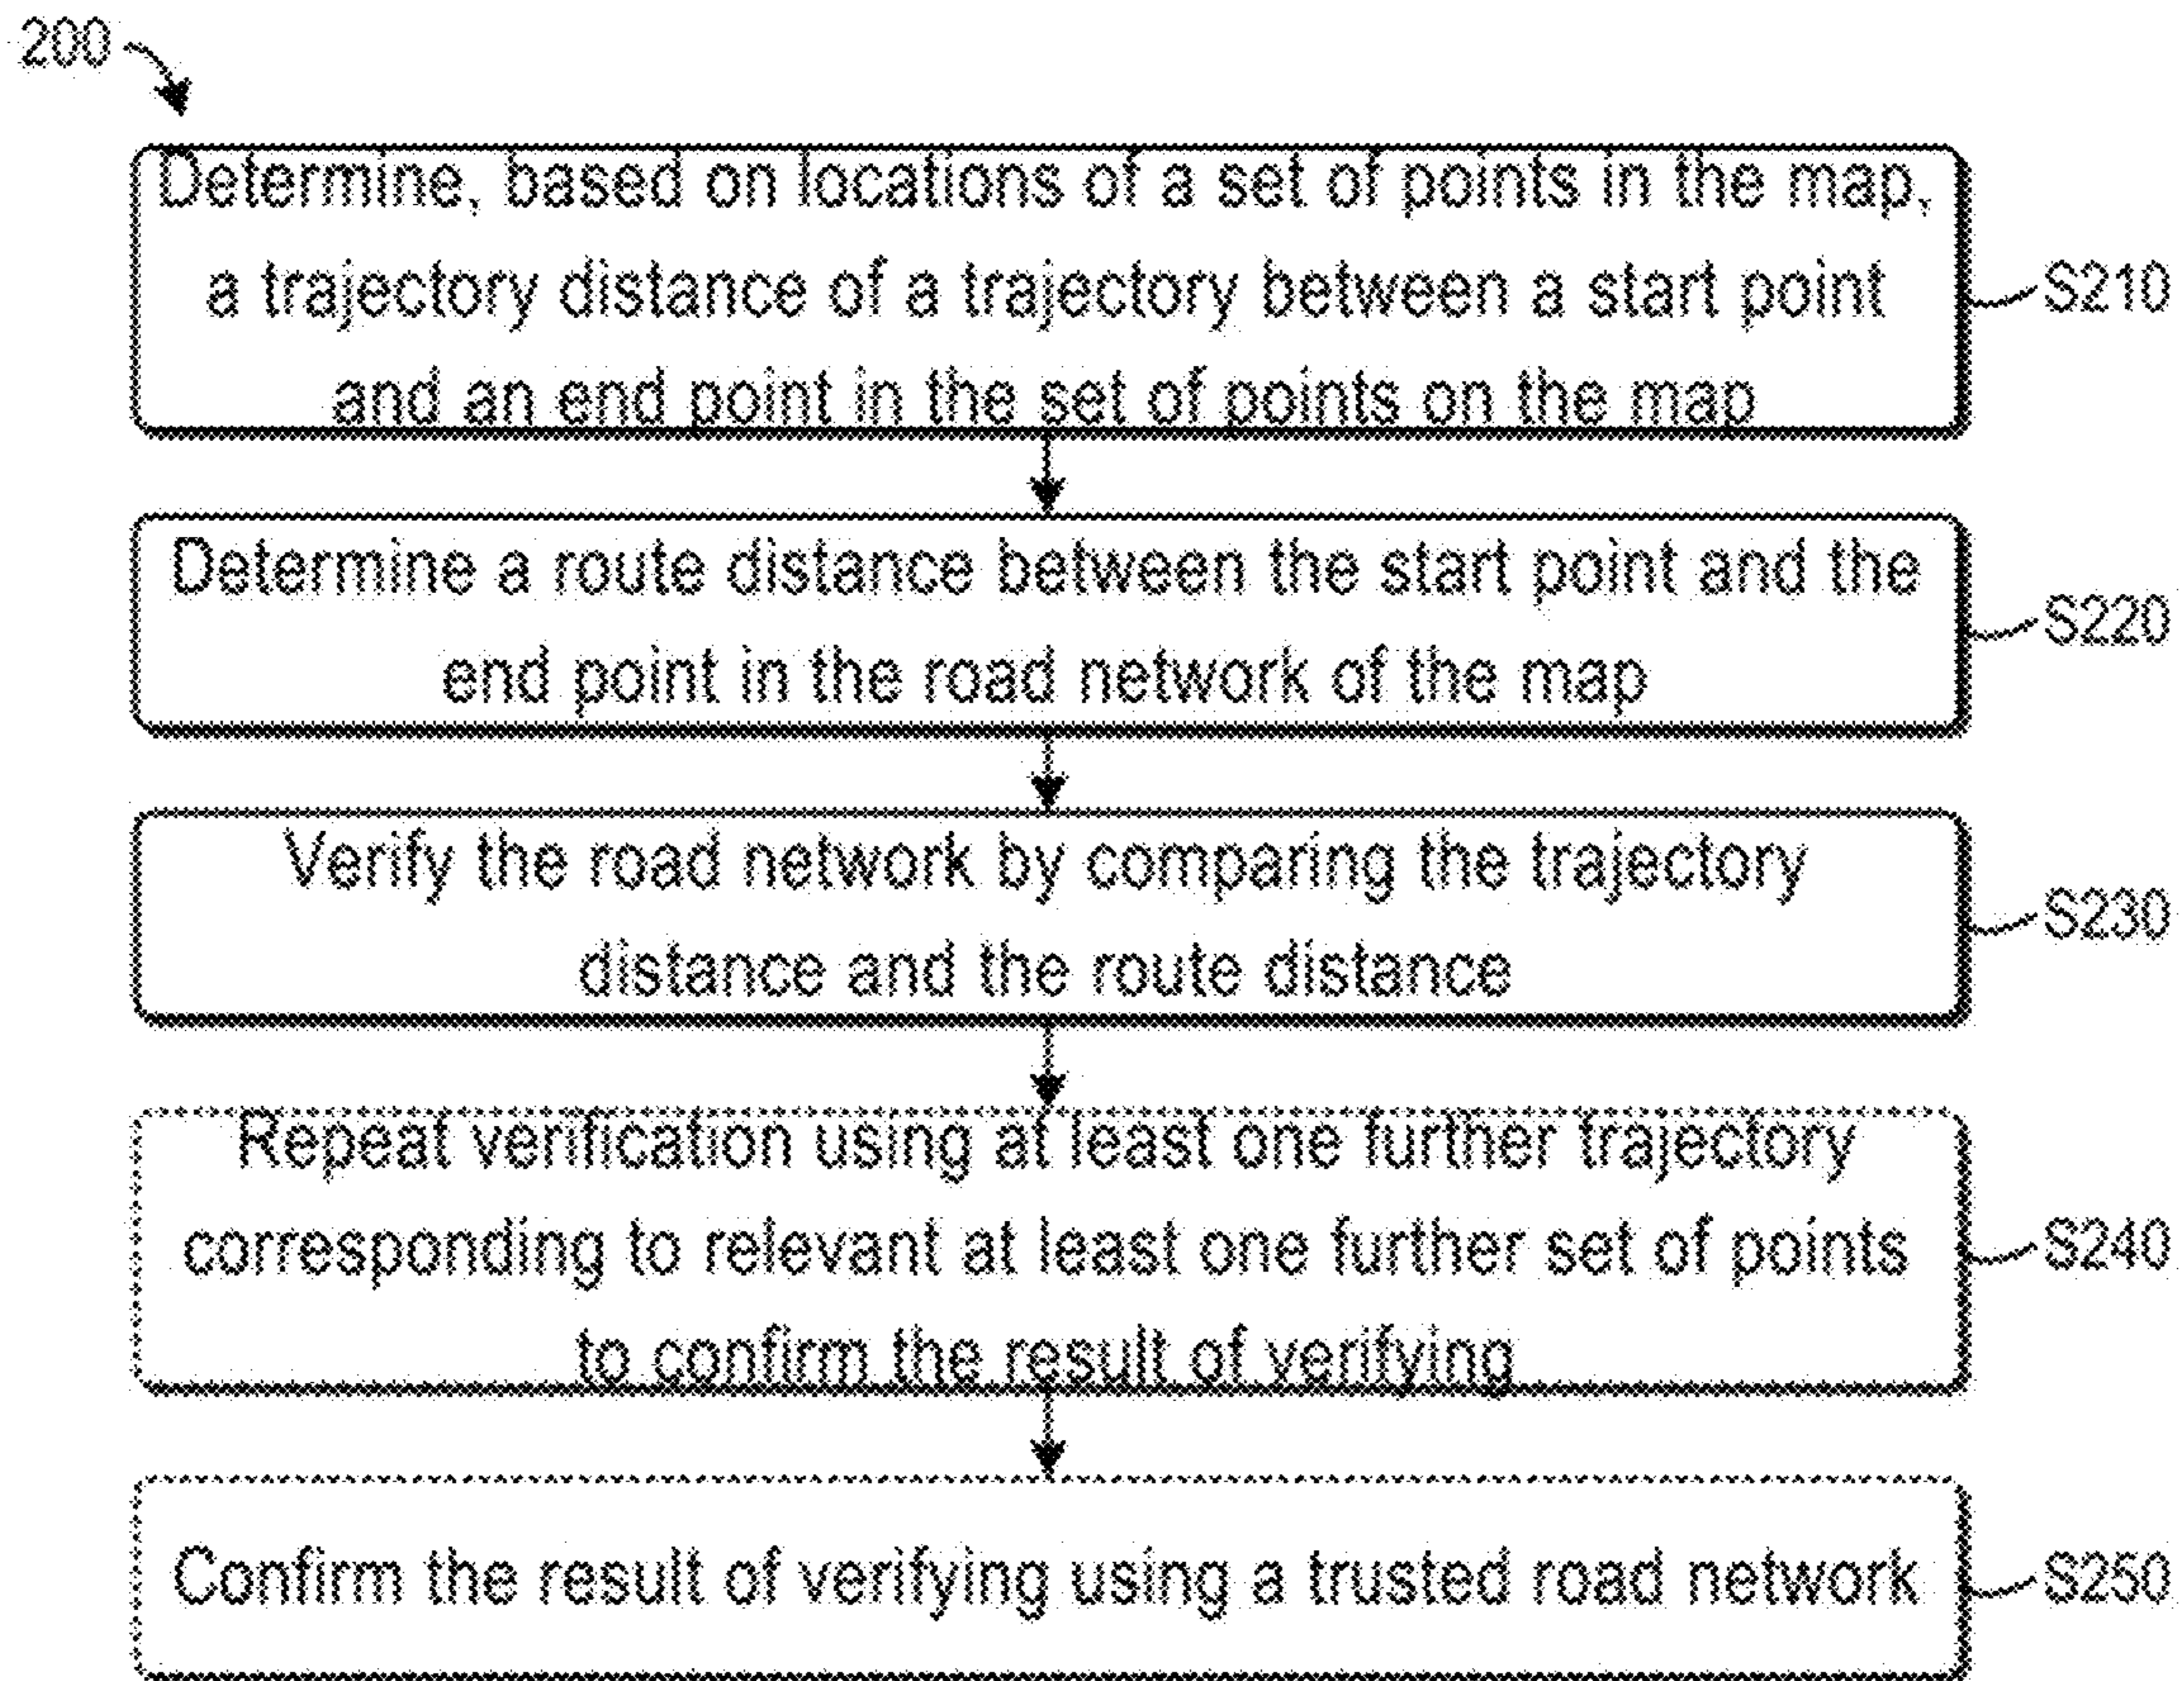 200
Determine, based on locations of a set of points in the map,
a trajectory distance of a trajectory between a start point
and an end point in the set of points on the map
S210
Determine a route distance between the start point and the
end point in the road network of the map
S220
Verify the road network by comparing the trajectory
distance and the route distance
S230
Repeat verification using at least one further trajectory
corresponding to relevant at least one further set of points
to confirm the result of verifying
S240
Confirm the result of verifying using a trusted road network
S250